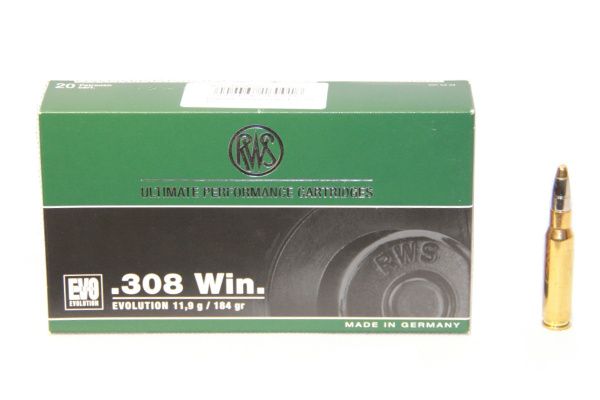 20
RWS
ULTIMATE PERFORMANCE CARTRIDGES
RWS
EVO
EVOLUTION
.308 Win.
EVOLUTION 11,9 g / 184 gr
MADE IN GERMANY